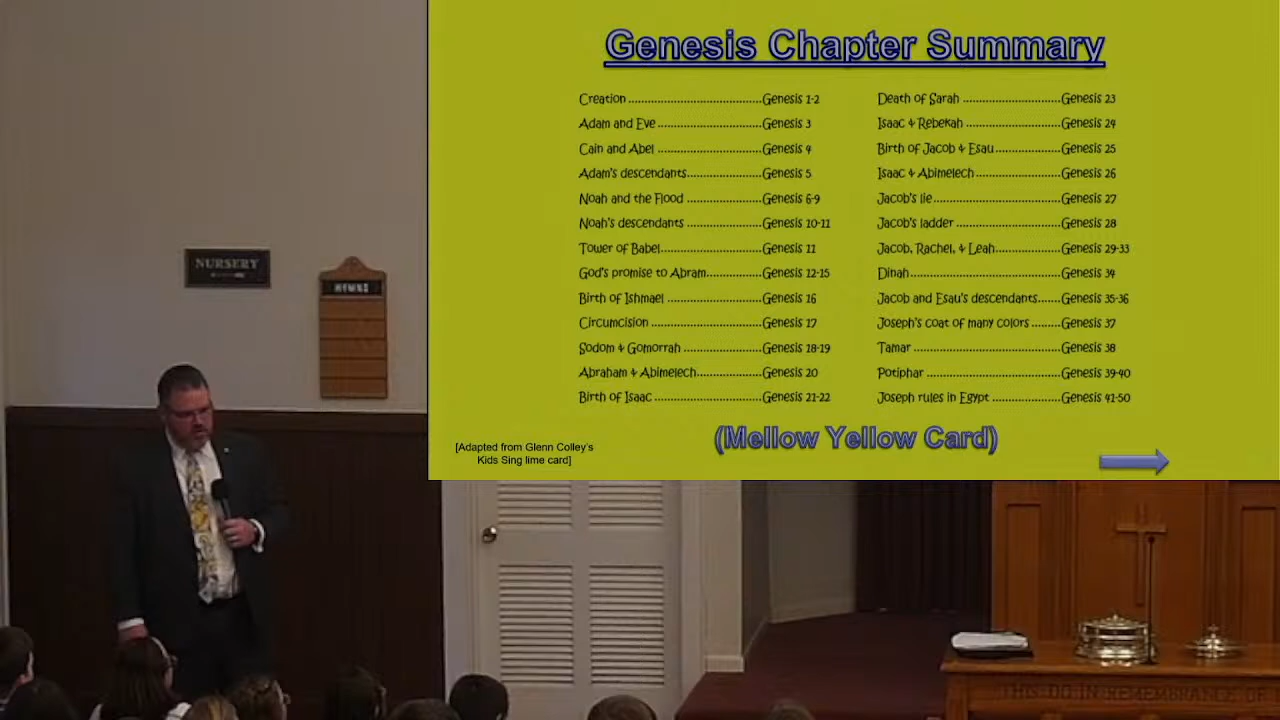 Genesis Chapter Summary
Creation ....................................Genesis 1-2
Adam and Eve ............................Genesis 3
Cain and Abel ............................Genesis 4
Adam's descendants....................Genesis 5
Noah and the Flood .....................Genesis 6-9
Noah's descendants .....................Genesis 10-11
Tower of Babel...........................Genesis 11
God's promise to Abram...............Genesis 12-15
Birth of Ishmael .........................Genesis 16
Circumcision ..............................Genesis 17
Sodom & Gomorrah .....................Genesis 18-19
Abraham & Abimelech.................Genesis 20
Birth of Isaac .............................Genesis 21-22
Death of Sarah ..........................Genesis 23
Isaac & Rebekah .........................Genesis 24
Birth of Jacob & Esau..................Genesis 25
Isaac & Abimelech.......................Genesis 26
Jacob's lie..................................Genesis 27
Jacob's ladder .............................Genesis 28
Jacob, Rachel, & Leah..................Genesis 29-33
Dinah........................................Genesis 34
Jacob and Esau's descendants......Genesis 35-36
Joseph's coat of many colors ........Genesis 37
Tamar .......................................Genesis 38
Potiphar ....................................Genesis 39-40
Joseph rules in Egypt ..................Genesis 41-50
(Mellow Yellow Card)
[Adapted from Glenn Colley's
Kids Sing lime card]
NURSERY
HYMNS
THIS DO IN REMEMBRANCE OF